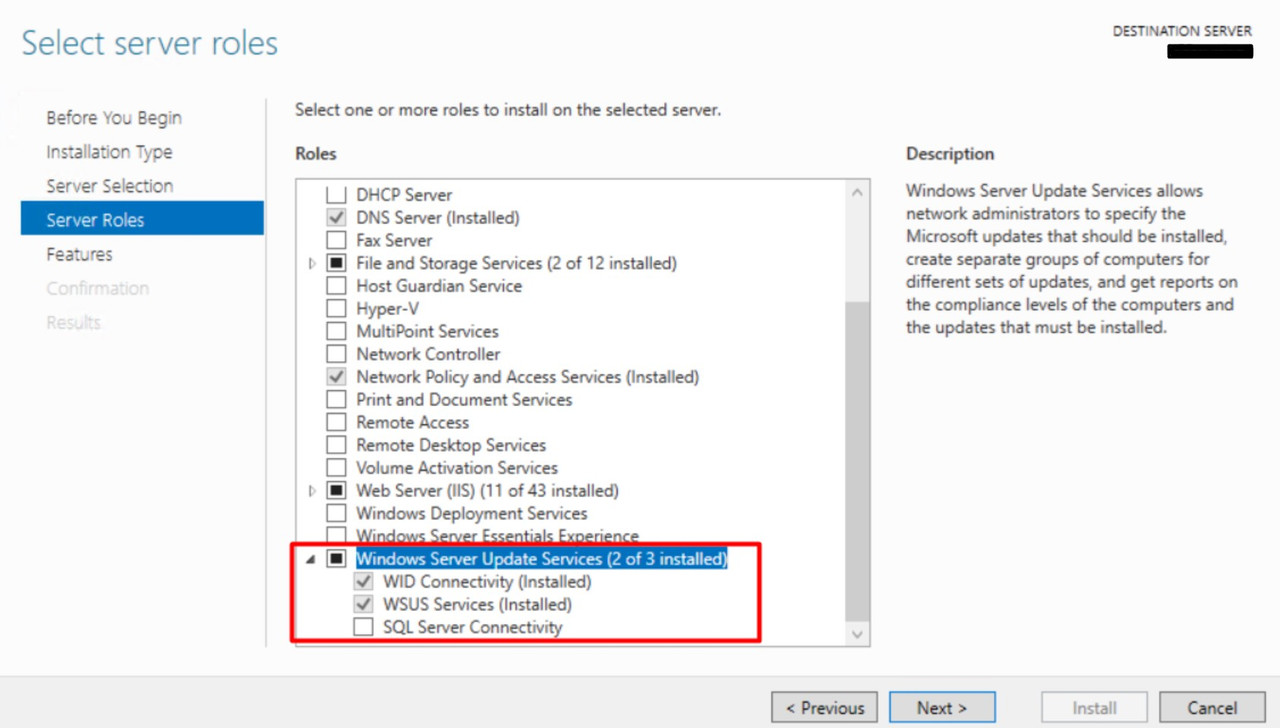 Select server roles
DESTINATION SERVER
Before You Begin
Installation Type
Server Selection
Server Roles
Features
Confirmation
Results
Select one or more roles to install on the selected server.
Roles
DHCP Server
DNS Server (Installed)
Fax Server
File and Storage Services (2 of 12 installed)
Host Guardian Service
Hyper-V
MultiPoint Services
Network Controller
Network Policy and Access Services (Installed)
Print and Document Services
Remote Access
Remote Desktop Services
Volume Activation Services
Web Server (IIS) (11 of 43 installed)
Windows Deployment Services
Windows Server Essentials Experience
Windows Server Update Services (2 of 3 installed)
WID Connectivity (Installed)
WSUS Services (Installed)
SQL Server Connectivity
Description
Windows Server Update Services allows
network administrators to specify the
Microsoft updates that should be installed,
create separate groups of computers for
different sets of updates, and get reports on
the compliance levels of the computers and
the updates that must be installed.
< Previous
Next >
Install
Cancel